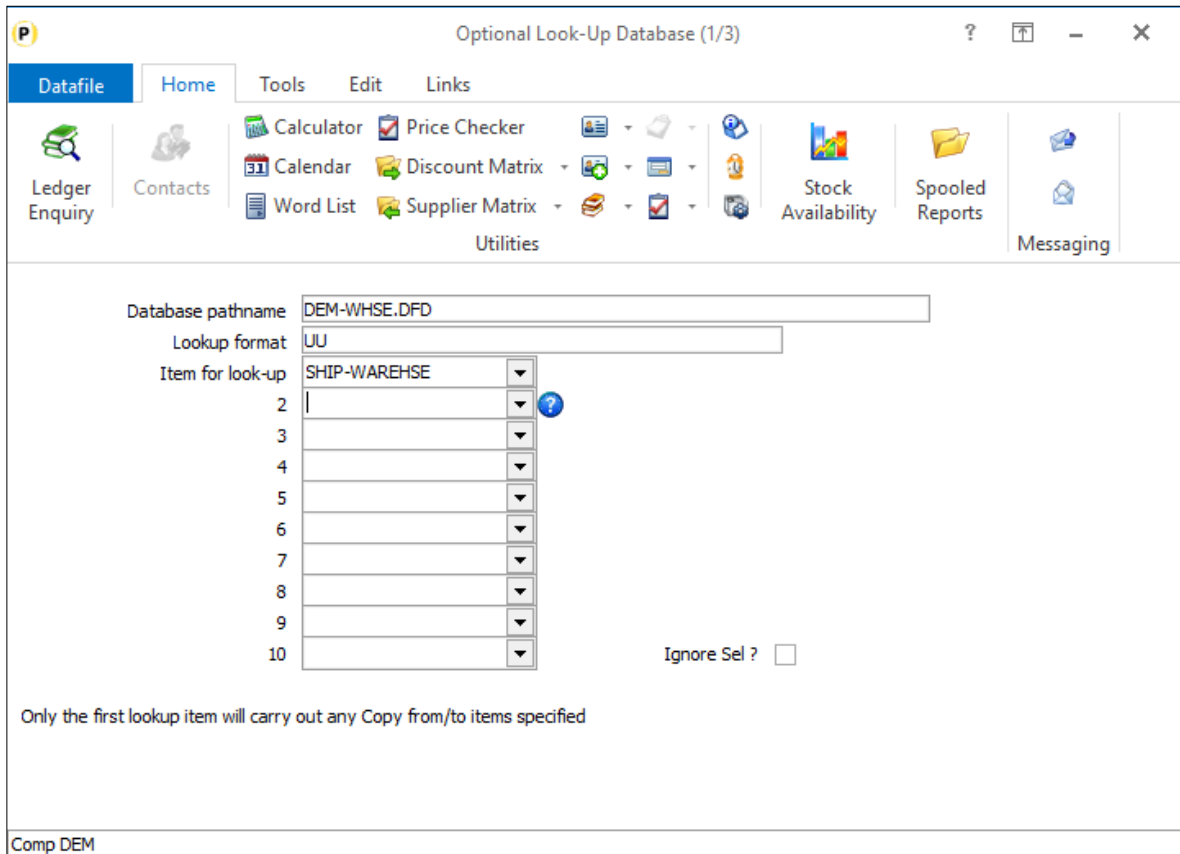 P
Optional Look-Up Database (1/3)
?
Datafile Home Tools Edit Links
Calculator Price Checker
31 Calendar Discount Matrix
Word List Supplier Matrix
Ledger
Enquiry
Contacts
Stock
Availability
Spooled
Reports
Utilities
Messaging
Database pathname DEM-WHSE.DFD
Lookup format UU
Item for look-up SHIP-WAREHSE
2 ?
3
4
5
6
7
8
9
10 Ignore Sel ?
Only the first lookup item will carry out any Copy from/to items specified
Comp DEM